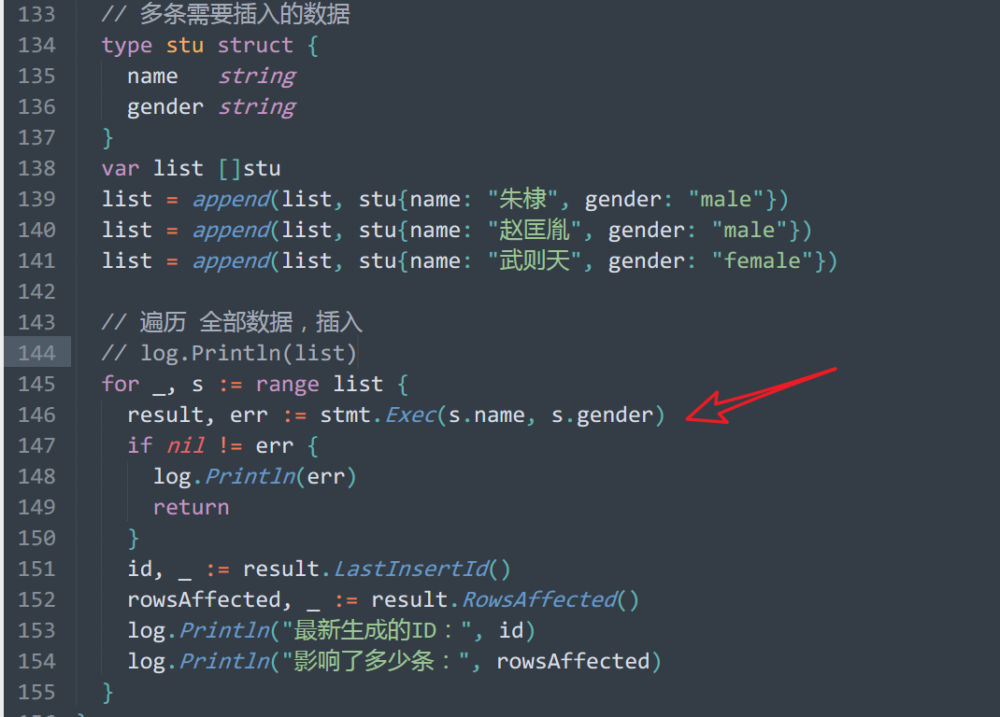 133 // 多条需要插入的数据
134 type stu struct {
135 name string
136 gender string
137 }
138 var list []stu
139 list = append(list, stu{name: "朱棣", gender: "male"})
140 list = append(list, stu{name: "赵匡胤", gender: "male"})
141 list = append(list, stu{name: "武则天", gender: "female"})
142
143 // 遍历 全部数据，插入
144 // log.Println(list)
145 for _, s := range list {
146 result, err := stmt.Exec(s.name, s.gender)
147 if nil != err {
148 log.Println(err)
149 return
150 }
151 id, _ := result.LastInsertId()
152 rowsAffected, _ := result.RowsAffected()
153 log.Println("最新生成的ID：", id)
154 log.Println("影响了多少条：", rowsAffected)
155 }